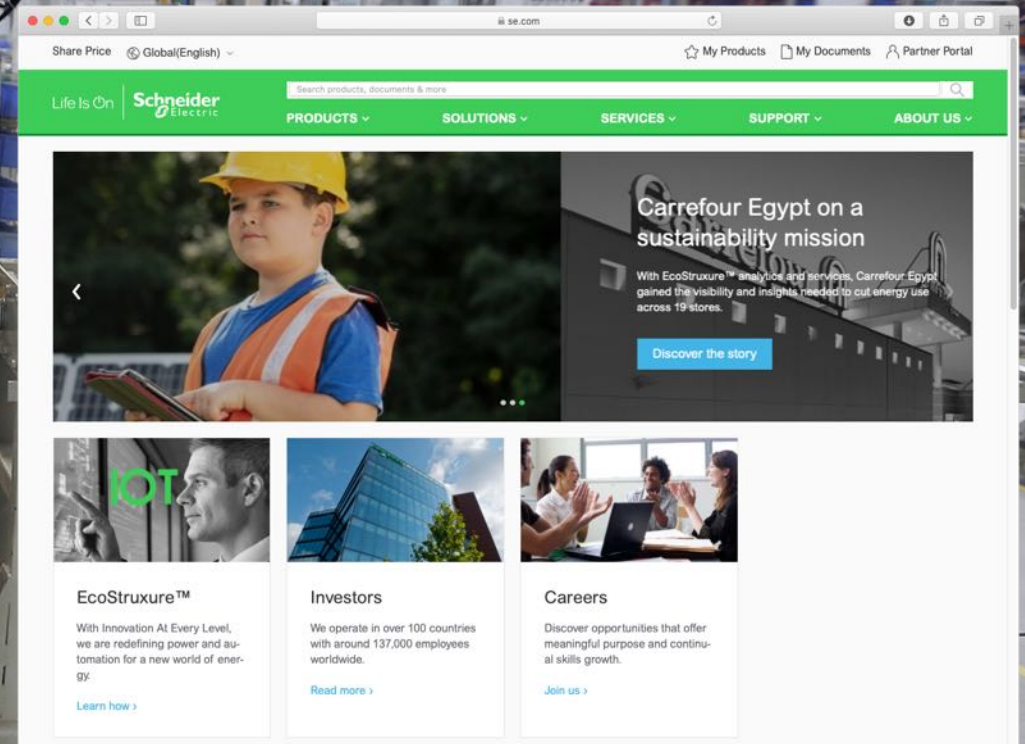 se.com
Share Price Global(English)
My Products My Documents Partner Portal
Life Is On Schneider Electric
Search products, documents & more
PRODUCTS SOLUTIONS SERVICES SUPPORT ABOUT US
Carrefour Egypt on a
sustainability mission
With EcoStruxure™ analytics and services, Carrefour Egypt
gained the visibility and insights needed to cut energy use
across 19 stores.
Discover the story
Carrefour
IOT
EcoStruxure™
With Innovation At Every Level,
we are redefining power and au-
tomation for a new world of ener-
gy.
Learn how ›
Investors
We operate in over 100 countries
with around 137,000 employees
worldwide.
Read more ›
Careers
Discover opportunities that offer
meaningful purpose and continu-
al skills growth.
Join us ›